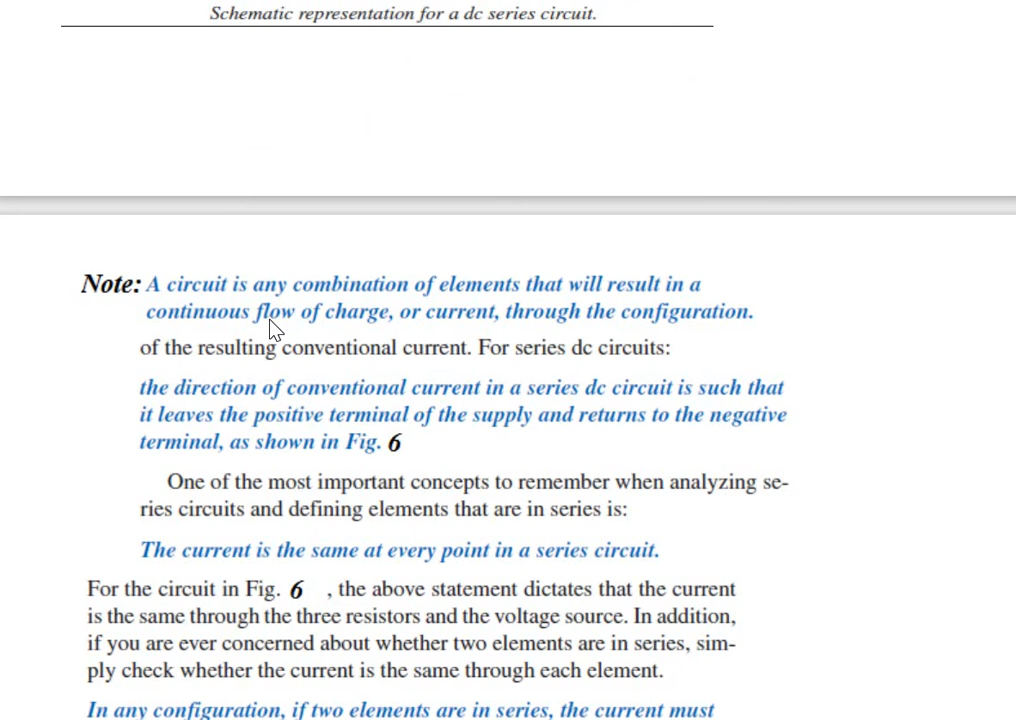 Schematic representation for a dc series circuit.
Note: A circuit is any combination of elements that will result in a
continuous flow of charge, or current, through the configuration.
of the resulting conventional current. For series dc circuits:
the direction of conventional current in a series dc circuit is such that
it leaves the positive terminal of the supply and returns to the negative
terminal, as shown in Fig. 6
One of the most important concepts to remember when analyzing se-
ries circuits and defining elements that are in series is:
The current is the same at every point in a series circuit.
For the circuit in Fig. 6 , the above statement dictates that the current
is the same through the three resistors and the voltage source. In addition,
if you are ever concerned about whether two elements are in series, sim-
ply check whether the current is the same through each element.
In any configuration, if two elements are in series, the current must